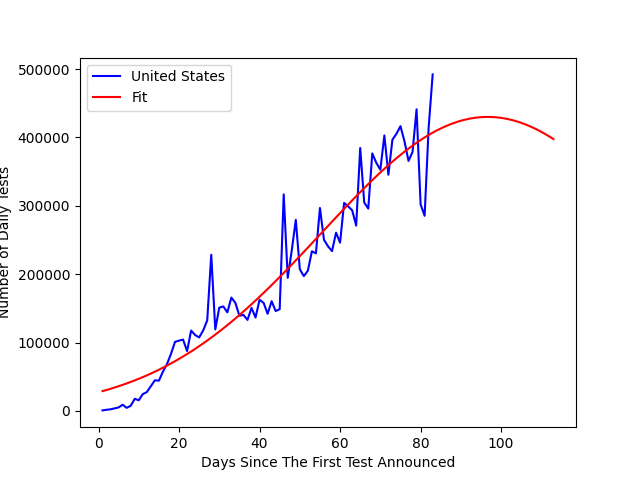 United States
Fit
500000
400000
300000
200000
100000
0
Number of Daily Tests
0 20 40 60 80 100
Days Since The First Test Announced